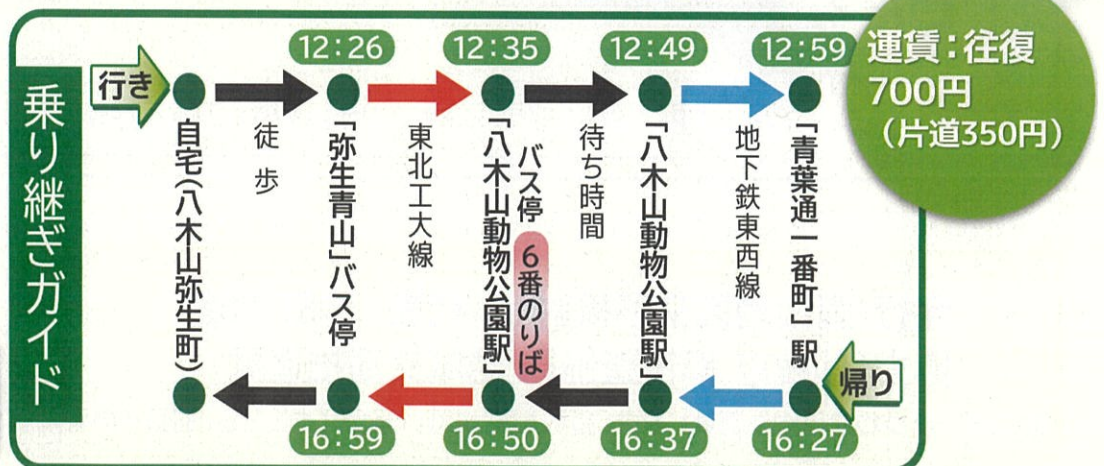 乗り継ぎガイド
運賃:往復
700円
(片道350円)
行き
12:26
12:35
12:49
12:59
自宅(八木山弥生町)
徒歩
「弥生青山」バス停
東北工大線
「八木山動物公園駅」
バス停 6番のりば
待ち時間
「八木山動物公園駅」
地下鉄東西線
「青葉通一番町」駅
帰り
16:59
16:50
16:37
16:27